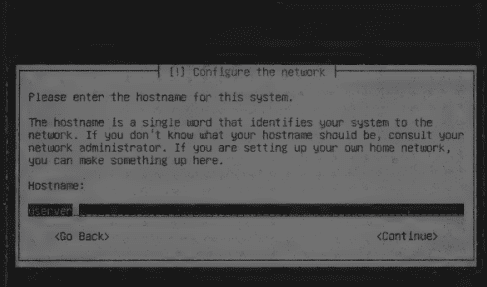 [!] Configure the network
Please enter the hostname for this system.
The hostname is a single word that identifies your system to the
network. If you don't know what your hostname should be, consult your
network administrator. If you are setting up your own home network,
you can make something up here.
Hostname:
userver
<Go Back> <Continue>